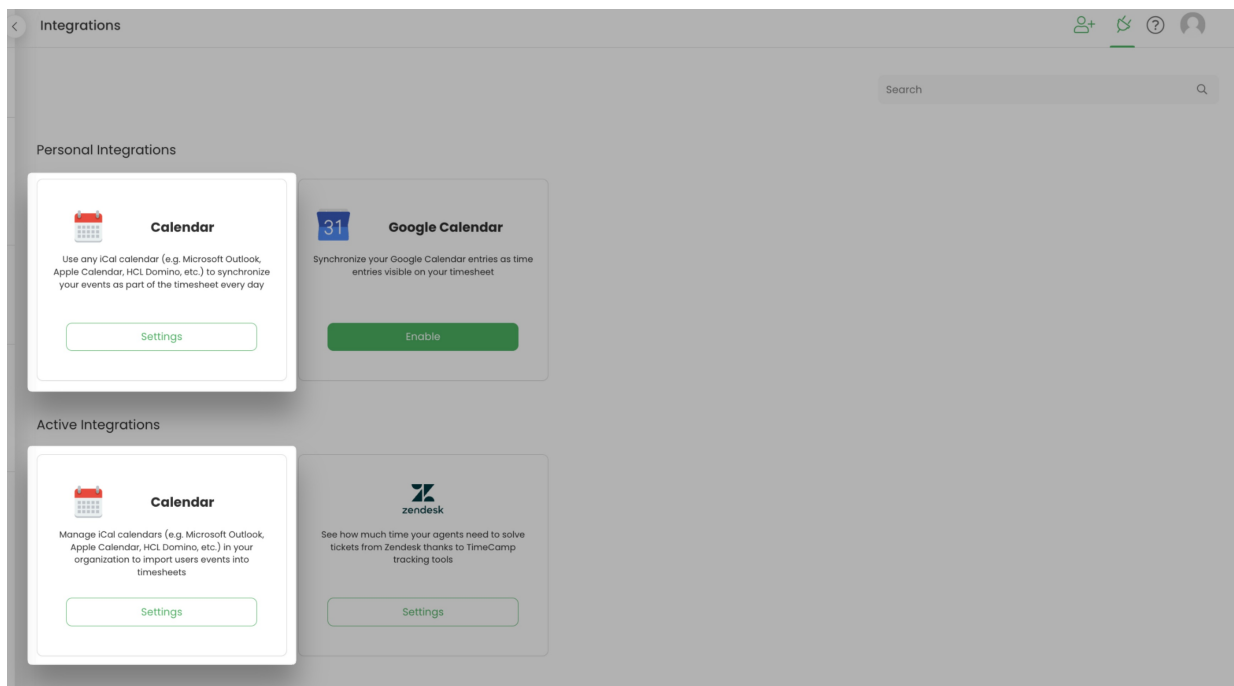 Integrations
Search
Personal Integrations
Calendar
Use any iCal calendar (e.g. Microsoft Outlook,
Apple Calendar, HCL Domino, etc.) to synchronize
your events as part of the timesheet every day
Settings
31
Google Calendar
Synchronize your Google Calendar entries as time
entries visible on your timesheet
Enable
Active Integrations
Calendar
Manage iCal calendars (e.g. Microsoft Outlook,
Apple Calendar, HCL Domino, etc.) in your
organization to import users events into
timesheets
Settings
zendesk
See how much time your agents need to solve
tickets from Zendesk thanks to TimeCamp
tracking tools
Settings